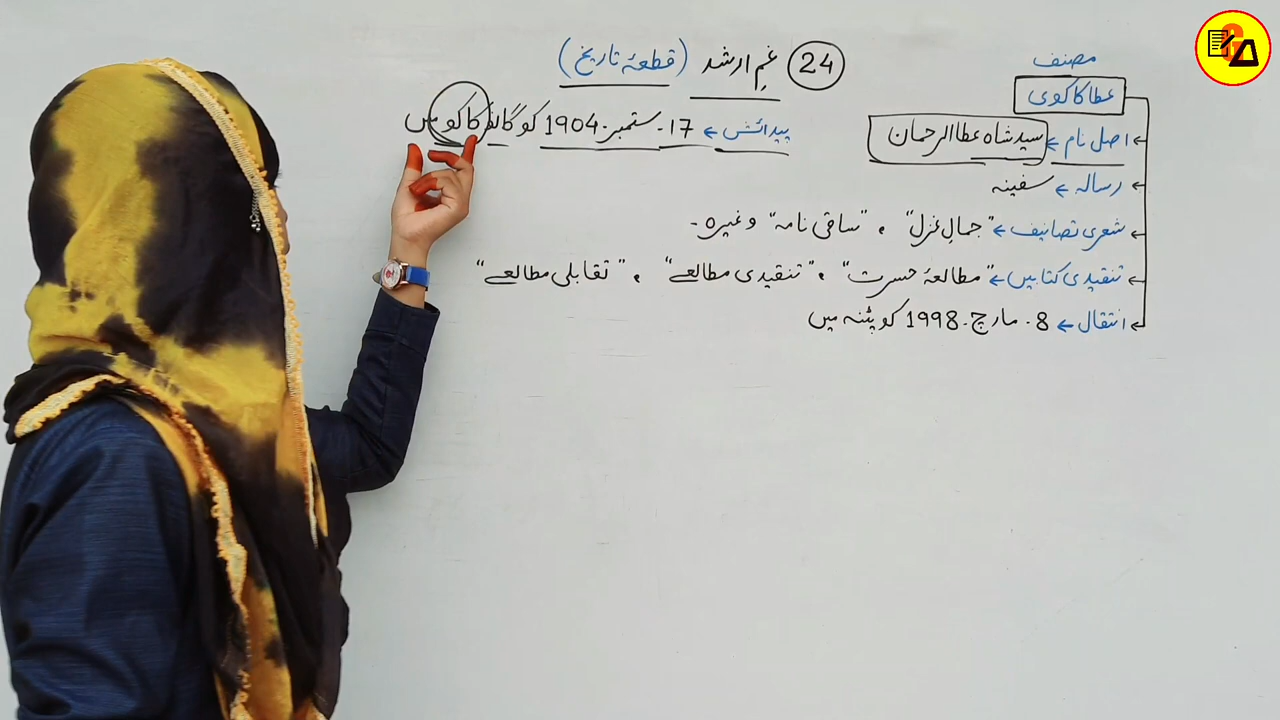 24 غمِ ارشد (قطعۂ تاریخ)
مصنف
عطا کاکوی
پیدائش ← 17۔ ستمبر۔ 1904 کو گاؤں کاکو میں
اصل نام ← سید شاہ عطاالرحمان
رسالہ ← سفینہ
شعری تصانیف ← "جمالِ غزل" ، "ساقی نامہ" وغیرہ۔
تنقیدی کتابیں ← "مطالعۂ حسرت" ، "تنقیدی مطالعے" ، "تقابلی مطالعے"
انتقال ← 8۔ مارچ۔ 1998 کو پٹنہ میں